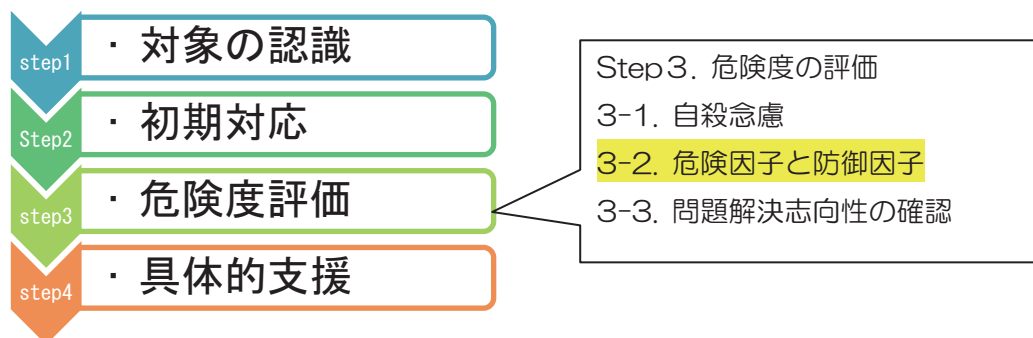 step1
・対象の認識
Step2
・初期対応
step3
・危険度評価
step4
・具体的支援
Step3. 危険度の評価
3-1. 自殺念慮
3-2. 危険因子と防御因子
3-3. 問題解決志向性の確認